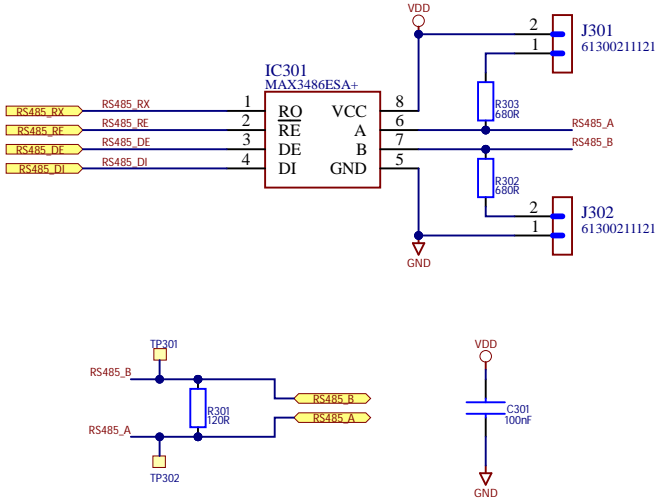 VDD
2
1
J301
61300211121
IC301
MAX3486ESA+
R303
680R
RS485_RX
RS485_RX
1
RO
VCC
8
RS485_RE
RS485_RE
2
RE
A
6
RS485_A
RS485_DE
RS485_DE
3
DE
B
7
RS485_B
RS485_DI
RS485_DI
4
DI
GND
5
R302
680R
2
1
J302
61300211121
GND
TP301
RS485_B
RS485_B
R301
120R
RS485_A
RS485_A
TP302
VDD
C301
100nF
GND